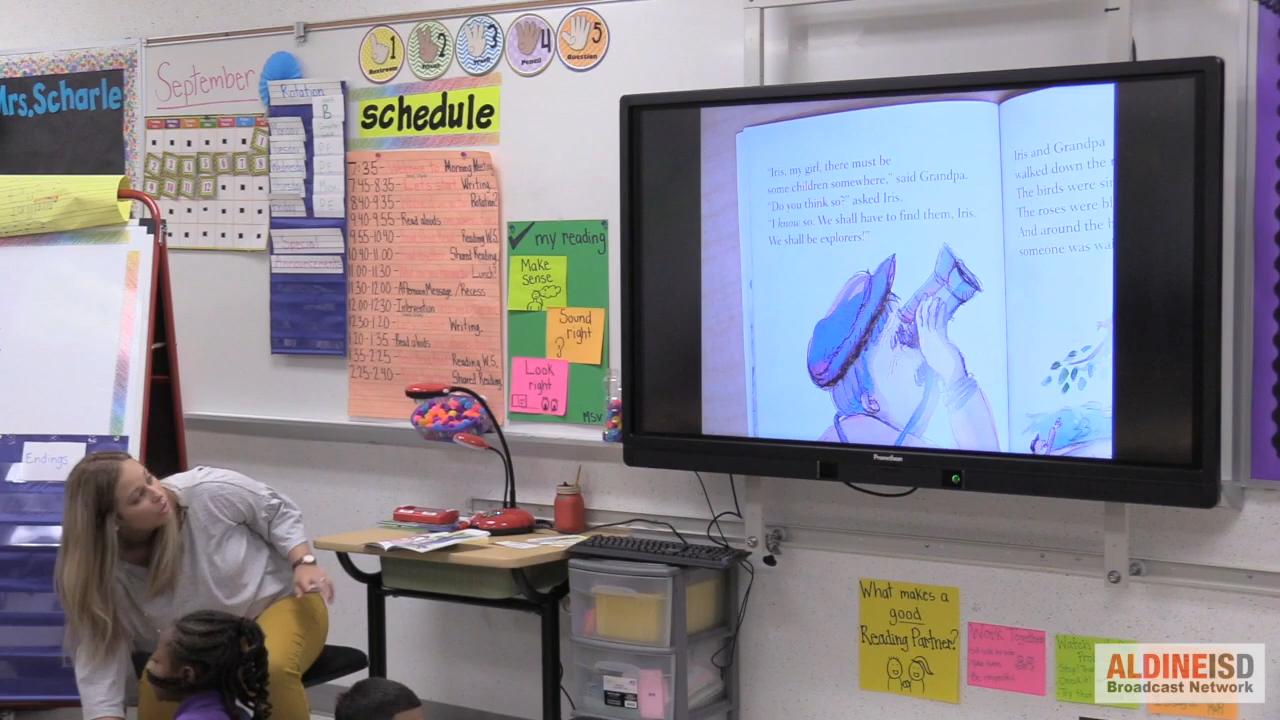 Mrs. Scharle
September
Rotation
B
Special
Announcements
1
2
3
4
Pencil
5
Question
Restroom
schedule
7:35- Morning Meeting
7:45-8:35- Writing
8:40-9:35- Rotation?
9:40-9:55-Read alouds
9:55-10:40- Reading W.S.
10:40-11:00- Shared Reading
11:00-11:30- Lunch?
11:30-12:00-Afternoon Message / Recess
12:00-12:30-Intervention
12:30-1:20- Writing
1:20-1:35-Read alouds
1:35-2:25- Reading W.S.
2:25-2:40- Shared Reading
✓ my reading
Make
sense
Sound
right
Look
right
MSV
Endings
"Iris, my girl, there must be
some children somewhere," said Grandpa.
"Do you think so?" asked Iris.
"I know so. We shall have to find them, Iris.
We shall be explorers!"
Iris and Grandpa
walked down the
The birds were
The roses were
And around the
someone was
Promethean
What makes a
good
Reading Partner?
Work Together
ALDINEISD
Broadcast Network